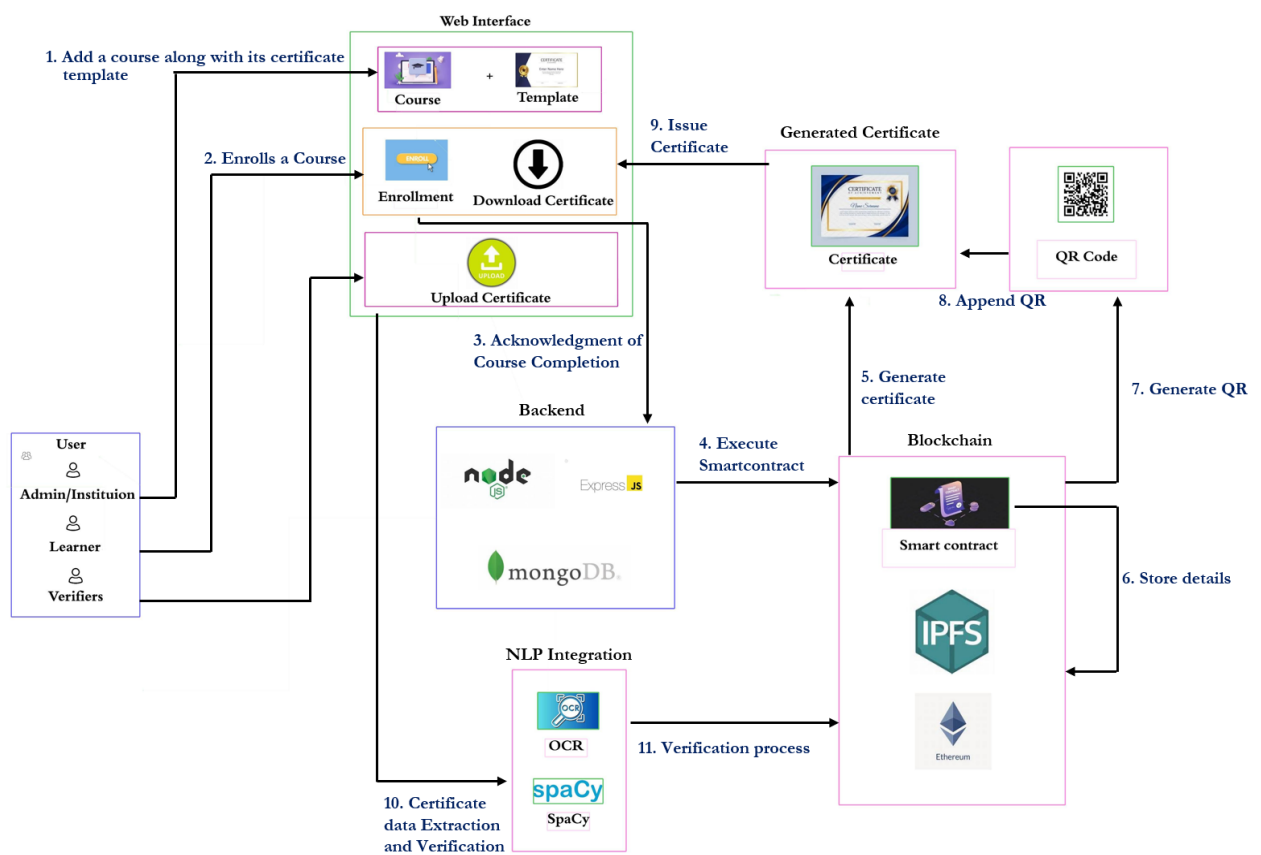 Web Interface
1. Add a course along with its certificate
template
Course
+
Template
2. Enrolls a Course
ENROLL
Enrollment
Download Certificate
UPLOAD
Upload Certificate
9. Issue
Certificate
Generated Certificate
CERTIFICATE
Certificate
QR Code
8. Append QR
3. Acknowledgment of
Course Completion
5. Generate
certificate
7. Generate QR
Backend
node
JS
Express JS
mongoDB
4. Execute
Smartcontract
Blockchain
Smart contract
6. Store details
IPFS
Ethereum
User
Admin/Instituion
Learner
Verifiers
NLP Integration
OCR
OCR
spaCy
SpaCy
11. Verification process
10. Certificate
data Extraction
and Verification